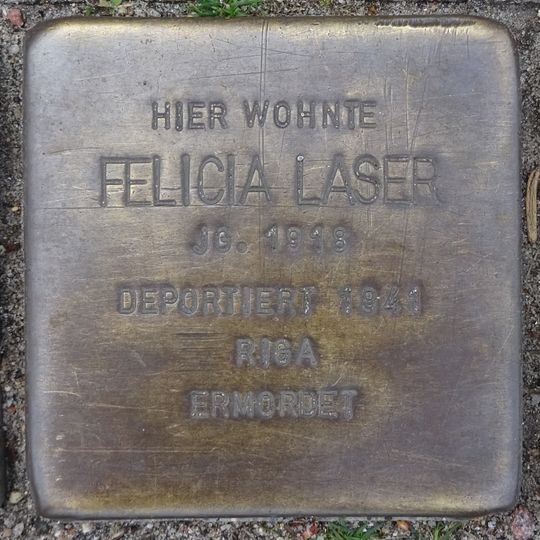 HIER WOHNTE
FELICIA LASER
JG. 1918
DEPORTIERT 1941
RIGA
ERMORDET